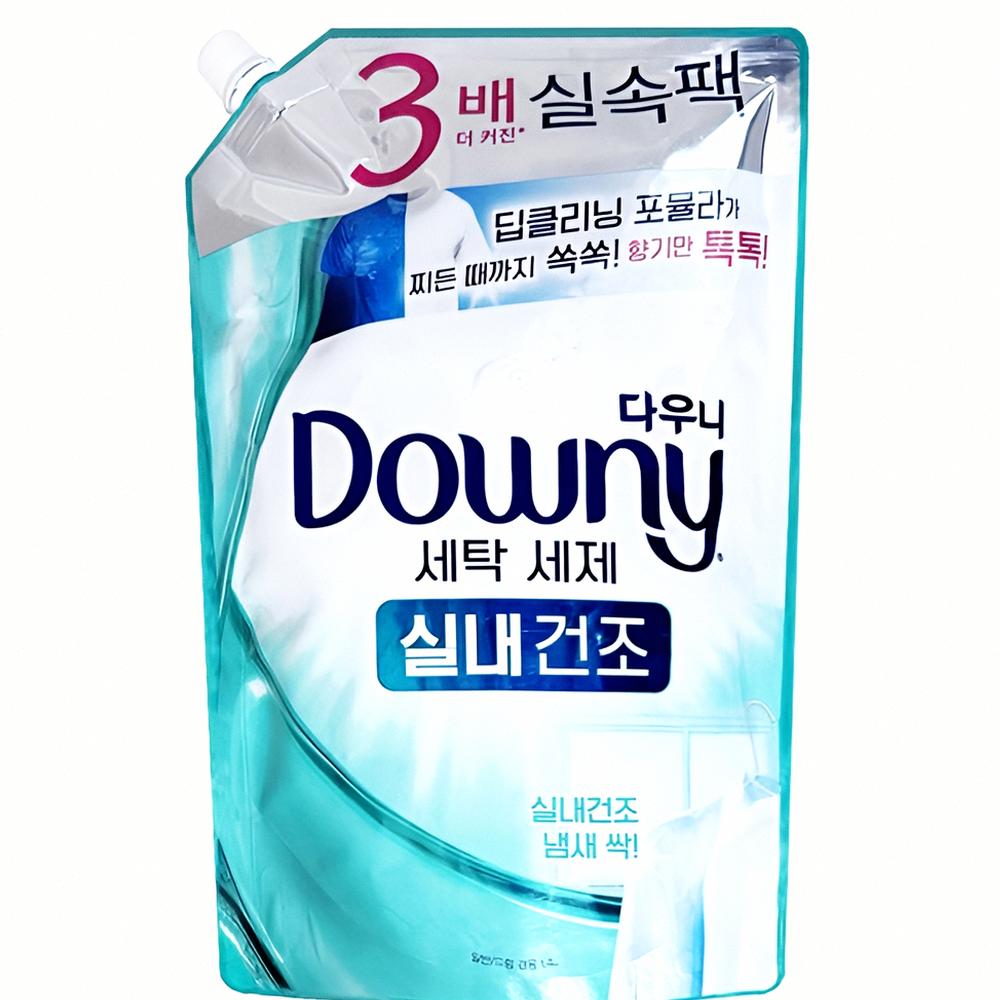 3배 실속팩
더 커진*
딥클리닝 포뮬라가
찌든 때까지 쏙쏙! 향기만 톡톡!
다우니
Downy
세탁 세제
실내건조
실내건조
냄새 싹!